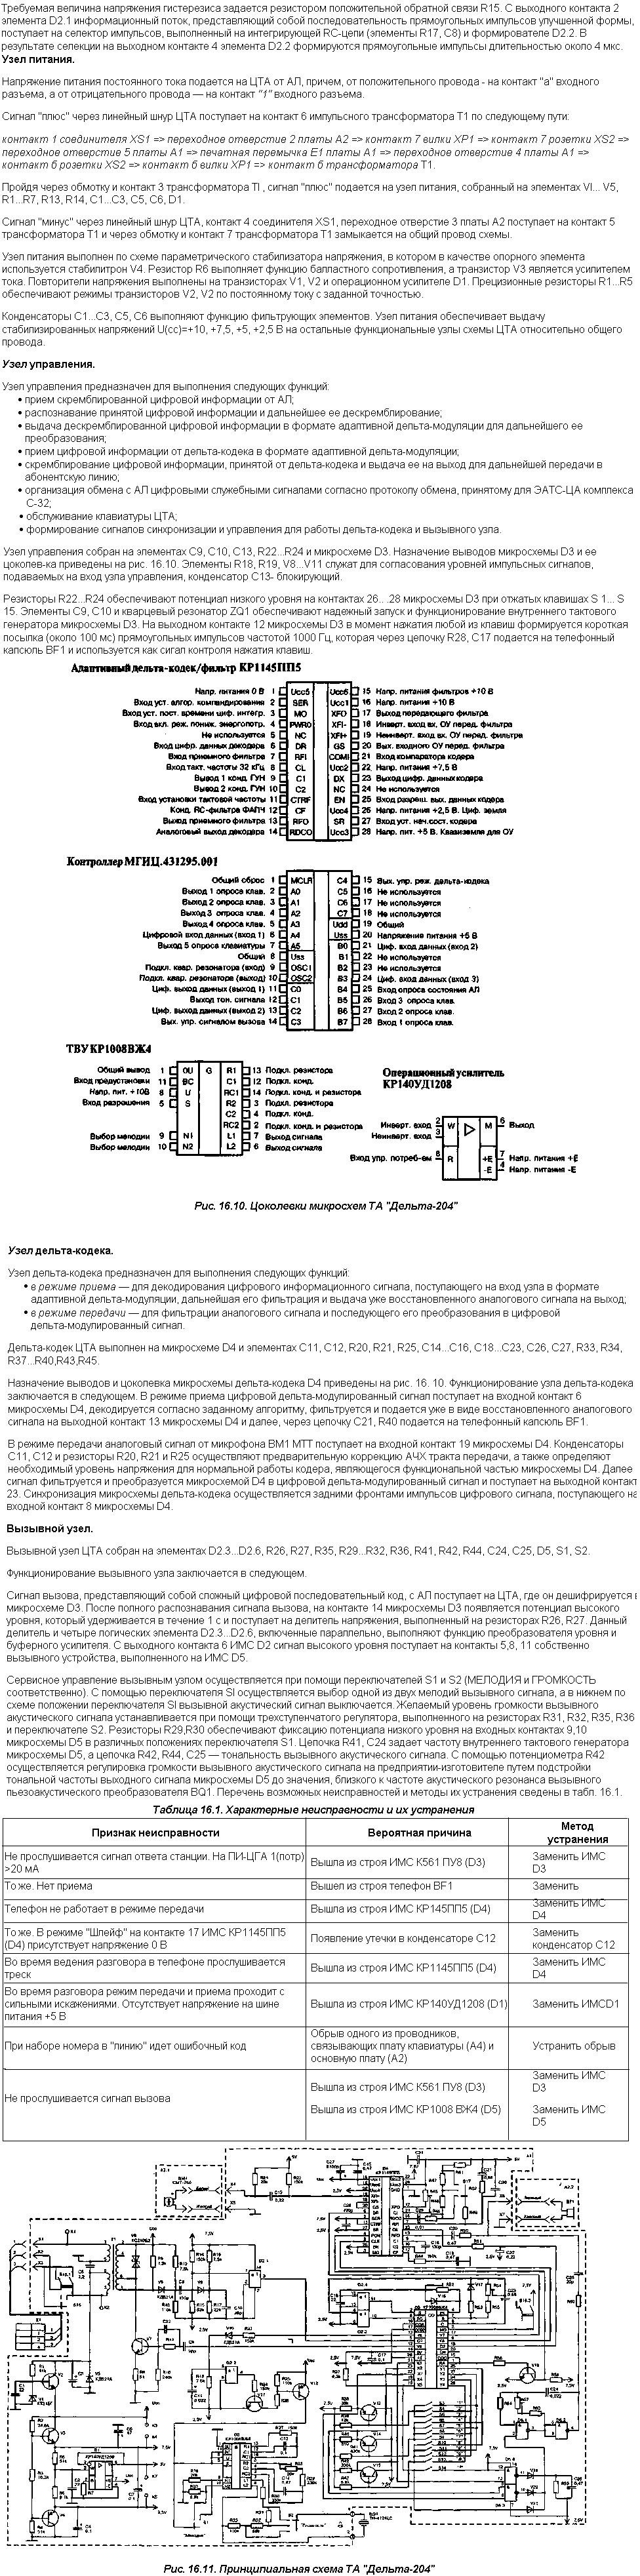 Требуемая величина напряжения гистерезиса задается резистором положительной обратной связи R15. С выходного контакта 2
элемента D2.1 информационный поток, представляющий собой последовательность прямоугольных импульсов улучшенной формы,
поступает на селектор импульсов, выполненный на интегрирующей RC-цепи (элементы R17, С8) и формирователе D2.2. В
результате селекции на выходном контакте 4 элемента D2.2 формируются прямоугольные импульсы длительностью около 4 мкс.
Узел питания.
Напряжение питания постоянного тока подается на ЦТА от АЛ, причем, от положительного провода - на контакт "а" входного
разъема, а от отрицательного провода — на контакт "f" входного разъема.
Сигнал "плюс" через линейный шнур ЦТА поступает на контакт 6 импульсного трансформатора Т1 по следующему пути:
контакт 1 соединителя XS1 => переходное отверстие 2 платы А2 => контакт 7 вилки ХР1 => контакт 7 розетки XS2 =>
переходное отверстие 5 платы А1 => печатная перемычка Е1 платы А1 => переходное отверстие 4 платы А1 =>
контакт б розетки XS2 => контакт б вилки ХР1 => контакт б трансформатора Т1.
Пройдя через обмотку и контакт 3 трансформатора ТI , сигнал "плюс" подается на узел питания, собранный на элементах VI... V5,
R1...R7, R13, R14, С1...С3, С5, С6, D1.
Сигнал "минус" через линейный шнур ЦТА, контакт 4 соединителя XS1, переходное отверстие 3 платы А2 поступает на контакт 5
трансформатора Т1 и через обмотку и контакт 7 трансформатора Т1 замыкается на общий провод схемы.
Узел питания выполнен по схеме параметрического стабилизатора напряжения, в котором в качестве опорного элемента
используется стабилитрон V4. Резистор R6 выполняет функцию балластного сопротивления, а транзистор V3 является усилителем
тока. Повторители напряжения выполнены на транзисторах V1, V2 и операционном усилителе D1. Прецизионные резисторы R1...R5
обеспечивают режимы транзисторов V2, V2 по постоянному току с заданной точностью.
Конденсаторы С1...С3, С5, С6 выполняют функцию фильтрующих элементов. Узел питания обеспечивает выдачу
стабилизированных напряжений U(cc)=+10, +7,5, +5, +2,5 В на остальные функциональные узлы схемы ЦТА относительно общего
провода.
Узел управления.
Узел управления предназначен для выполнения следующих функций:
• прием скремблированной цифровой информации от АЛ;
• распознавание принятой цифровой информации и дальнейшее ее дескремблирование;
• выдача дескремблированной цифровой информации в формате адаптивной дельта-модуляции для дальнейшего ее
преобразования;
• прием цифровой информации от дельта-кодека в формате адаптивной дельта-модуляции;
• скремблирование цифровой информации, принятой от дельта-кодека и выдача ее на выход для дальнейшей передачи в
абонентскую линию;
• организация обмена с АЛ цифровыми служебными сигналами согласно протоколу обмена, принятому для ЭАТС-ЦА комплекса
С-32;
• обслуживание клавиатуры ЦТА;
• формирование сигналов синхронизации и управления для работы дельта-кодека и вызывного узла.
Узел управления собран на элементах С9, С10, С13, R22...R24 и микросхеме D3. Назначение выводов микросхемы D3 и ее
цоколев-ка приведены на рис. 16.10. Элементы R18, R19, V8...V11 служат для согласования уровней импульсных сигналов,
подаваемых на вход узла управления, конденсатор С13- блокирующий.
Резисторы R22...R24 обеспечивают потенциал низкого уровня на контактах 26.. .28 микросхемы D3 при отжатых клавишах S 1... S
15. Элементы С9, С10 и кварцевый резонатор ZQ1 обеспечивают надежный запуск и функционирование внутреннего тактового
генератора микросхемы D3. На выходном контакте 12 микросхемы D3 в момент нажатия любой из клавиш формируется короткая
посылка (около 100 мс) прямоугольных импульсов частотой 1000 Гц, которая через цепочку R28, С17 подается на телефонный
капсюль BF1 и используется как сигал контроля нажатия клавиш.
Адаптивный дельта-кодек/фильтр КР1145ПП5
Напр. питания 0 В 1 Ucc5 Ucc6 15 Напр. питания фильтров +10 В
Вход уст. алгор. компандирования 2 SER Ucc1 16 Напр. питания +10 В
Вход уст. пост. времени циф. интегр. 3 MO XFO 17 Выход передающего фильтра
Вход вкл. реж. пониж. энергопотр. 4 PWRO XFI- 18 Инверт. вход вх. ОУ перед. фильтра
Не используется 5 NC XFI+ 19 Неинверт. вход вх. ОУ перед. фильтра
Вход цифр. данных декодера 6 DR GS 20 Вых. входного ОУ перед. фильтра
Вход приемного фильтра 7 RFI COMI 21 Вход компаратора кодера
Вход такт. частоты 32 кГц 8 CL Ucc2 22 Напр. питания +7,5 В
Вывод 1 конд. ГУН 9 C1 DX 23 Выход цифр. данных кодера
Вывод 2 конд. ГУН 10 C2 NC 24 Не используется
Вход установки тактовой частоты 11 CTRF EN 25 Вход разреш. вых. данных кодера
Конд. RC-фильтра ФАПЧ 12 CF Ucc4 26 Напр. питания +2,5 В. Циф. земля
Выход приемного фильтра 13 RFO SR 27 Вход уст. нач.сост. кодера
Аналоговый выход декодера 14 RDCO Ucc3 28 Напр. пит. +5 В. Квазиземля для ОУ
Контроллер МГИЦ.431295.001
Общий сброс 1 MCLR C4 15 Вых. упр. реж. дельта-кодека
Выход 1 опроса клав. 2 A0 C5 16 Не используется
Выход 2 опроса клав. 3 A1 C6 17 Не используется
Выход 3 опроса клав. 4 A2 C7 18 Не используется
Выход 4 опроса клав. 5 A3 Udd 19 Общий
Цифровой вход данных (вход 1) 6 A4 Uss 20 Напряжение питания +5 В
Выход 5 опроса клавиатуры 7 A5 B0 21 Циф. вход данных (вход 2)
Общий 8 Uss B1 22 Не используется
Подкл. квар. резонатора (вход) 9 OSC1 B2 23 Не используется
Подкл. квар. резонатора (выход) 10 OSC2 B3 24 Циф. вход данных (вход 3)
Циф. выход данных (выход 1) 11 C0 B4 25 Вход опроса состояния АЛ
Выход тон. сигнала 12 C1 B5 26 Вход 3 опроса клав.
Циф. выход данных (выход 2) 13 C2 B6 27 Вход 2 опроса клав.
Вых. упр. сигналом вызова 14 C3 B7 28 Вход 1 опроса клав.
ТВУ КР1008ВЖ4
Общий вывод 1 0U G R1 13 Подкл. резистора
Вход предустановки 11 BC C1 12 Подкл. конд.
Напр. пит. +10В 8 U RC1 14 Подкл. конд. и резистора
Вход разрешения 5 S R2 3 Подкл. резистора
C2 4 Подкл. конд.
RC2 2 Подкл. конд. и резистора
Выбор мелодии 9 N1 L1 7 Выход сигнала
Выбор мелодии 10 N2 L2 6 Выход сигнала
Операционный усилитель
КР140УД1208
Инверт. вход 2 W M 6 Выход
Неинверт. вход 3
Вход упр. потреб-ем 8 R +E 7 Напр. питания +Е
-E 4 Напр. питания -Е
Рис. 16.10. Цоколевки микросхем ТА "Дельта-204"
Узел дельта-кодека.
Узел дельта-кодека предназначен для выполнения следующих функций:
• в режиме приема — для декодирования цифрового информационного сигнала, поступающего на вход узла в формате
адаптивной дельта-модуляции, дальнейшая его фильтрация и выдача уже восстановленного аналогового сигнала на выход;
• в режиме передачи — для фильтрации аналогового сигнала и последующего его преобразования в цифровой
дельта-модулированный сигнал.
Дельта-кодек ЦТА выполнен на микросхеме D4 и элементах С11, С12, R20, R21, R25, С14...С16, С18...С23, С26, С27, R33, R34,
R37...R40,R43,R45.
Назначение выводов и цоколевка микросхемы дельта-кодека D4 приведены на рис. 16. 10. Функционирование узла дельта-кодека
заключается в следующем. В режиме приема цифровой дельта-модулированный сигнал поступает на входной контакт 6
микросхемы D4, декодируется согласно заданному алгоритму, фильтруется и подается уже в виде восстановленного аналогового
сигнала на выходной контакт 13 микросхемы D4 и далее, через цепочку С21, R40 подается на телефонный капсюль BF1.
В режиме передачи аналоговый сигнал от микрофона ВМ1 МТТ поступает на входной контакт 19 микросхемы D4. Конденсаторы
С11, С12 и резисторы R20, R21 и R25 осуществляют предварительную коррекцию АЧХ тракта передачи, а также определяют
необходимый уровень напряжения для нормальной работы кодера, являющегося функциональной частью микросхемы D4. Далее
сигнал фильтруется и преобразуется микросхемой D4 в цифровой дельта-модулированный сигнал и поступает на выходной контакт
23. Синхронизация микросхемы дельта-кодека осуществляется задними фронтами импульсов цифрового сигнала, поступающего на
входной контакт 8 микросхемы D4.
Вызывной узел.
Вызывной узел ЦТА собран на элементах D2.3...D2.6, R26, R27, R35, R29...R32, R36, R41, R42, R44, С24, С25, D5, S1, S2.
Функционирование вызывного узла заключается в следующем.
Сигнал вызова, представляющий собой сложный цифровой последовательный код, с АЛ поступает на ЦТА, где он дешифрируется в
микросхеме D3. После полного распознавания сигнала вызова, на контакте 14 микросхемы D3 появляется потенциал высокого
уровня, который удерживается в течение 1 с и поступает на делитель напряжения, выполненный на резисторах R26, R27. Данный
делитель и четыре логических элемента D2.3...D2.6, включенные параллельно, выполняют функцию преобразователя уровня и
буферного усилителя. С выходного контакта 6 ИМС D2 сигнал высокого уровня поступает на контакты 5,8, 11 собственно
вызывного устройства, выполненного на ИМС D5.
Сервисное управление вызывным узлом осуществляется при помощи переключателей S1 и S2 (МЕЛОДИЯ и ГРОМКОСТЬ
соответственно). С помощью переключателя SI осуществляется выбор одной из двух мелодий вызывного сигнала, а в нижнем по
схеме положении переключателя SI вызывной акустический сигнал выключается. Желаемый уровень громкости вызывного
акустического сигнала устанавливается при помощи трехступенчатого регулятора, выполненного на резисторах R31, R32, R35, R36
и переключателе S2. Резисторы R29,R30 обеспечивают фиксацию потенциала низкого уровня на входных контактах 9,10
микросхемы D5 в различных положениях переключателя S1. Цепочка R41, С24 задает частоту внутреннего тактового генератора
микросхемы D5, а цепочка R42, R44, С25 — тональность вызывного акустического сигнала. С помощью потенциометра R42
осуществляется регулировка громкости вызывного акустического сигнала на предприятии-изготовителе путем подстройки
тональной частоты выходного сигнала микросхемы D5 до значения, близкого к частоте акустического резонанса вызывного
пьезоакустического преобразователя BQ1. Перечень возможных неисправностей и методы их устранения сведены в табл. 16.1.
Таблица 16.1. Характерные неисправности и их устранения
Признак неисправности Вероятная причина Метод устранения
Не прослушивается сигнал ответа станции. На ПИ-ЦГА 1(потр) >20 мА Вышла из строя ИМС К561 ПУ8 (D3) Заменить ИМС D3
То же. Нет приема Вышел из строя телефон BF1 Заменить
Телефон не работает в режиме передачи Вышла из строя ИМС КР145ПП5 (D4) Заменить ИМС D4
То же. В режиме "Шлейф" на контакте 17 ИМС КР1145ПП5 (D4) присутствует напряжение 0 В Появление утечки в конденсаторе С12 Заменить конденсатор С12
Во время ведения разговора в телефоне прослушивается треск Вышла из строя ИМС КР1145ПП5 (D4) Заменить ИМС D4
Во время разговора режим передачи и приема проходит с сильными искажениями. Отсутствует напряжение на шине питания +5 В Вышла из строя ИМС КР140УД1208 (D1) Заменить ИМСD1
При наборе номера в "линию" идет ошибочный код Обрыв одного из проводников, связывающих плату клавиатуры (А4) и основную плату (А2) Устранить обрыв
Не прослушивается сигнал вызова Вышла из строя ИМС К561 ПУ8 (D3) Заменить ИМС D3
Вышла из строя ИМС КР1008 ВЖ4 (D5) Заменить ИМС D5
Рис. 16.11. Принципиальная схема ТА "Дельта-204"